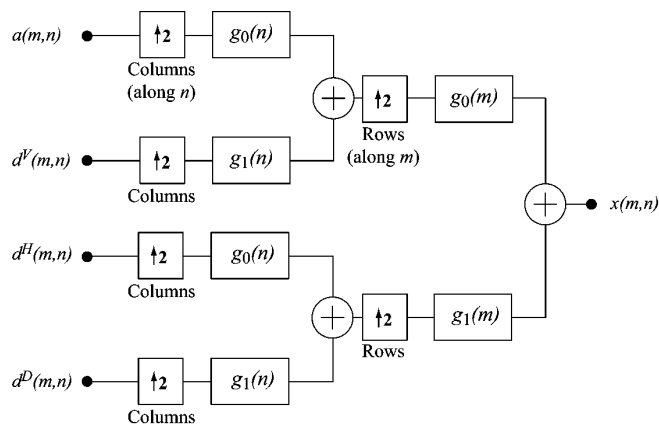 a(m,n)
↑2
g₀(n)
Columns
(along n)
↑2
g₀(m)
Rows
(along m)
dⱽ(m,n)
↑2
g₁(n)
Columns
x(m,n)
dᴴ(m,n)
↑2
g₀(n)
Columns
↑2
g₁(m)
Rows
dᴰ(m,n)
↑2
g₁(n)
Columns